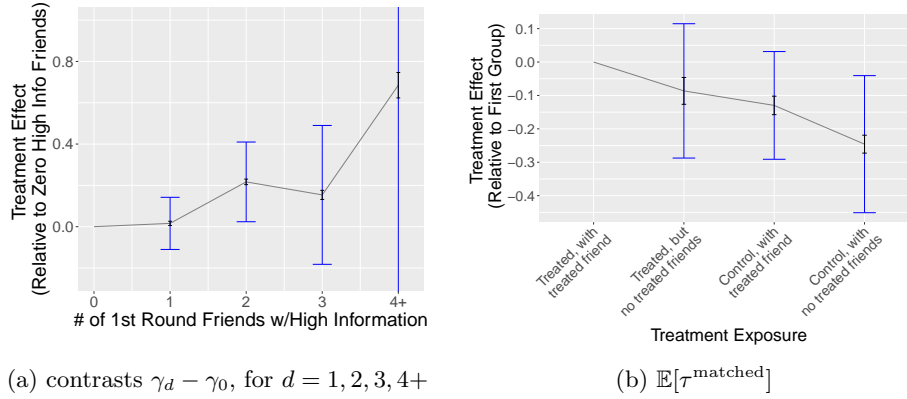 Treatment Effect
(Relative to Zero High Info Friends)
0.8
0.4
0.0
0
1
2
3
4+
# of 1st Round Friends w/High Information
(a) contrasts γ_d − γ_0, for d = 1, 2, 3, 4+
Treatment Effect
(Relative to First Group)
0.0
−0.1
−0.2
−0.3
−0.4
Treated, with
treated friend
Treated, but
no treated friends
Control, with
treated friend
Control, with
no treated friends
Treatment Exposure
(b) 𝔼[τ^matched]